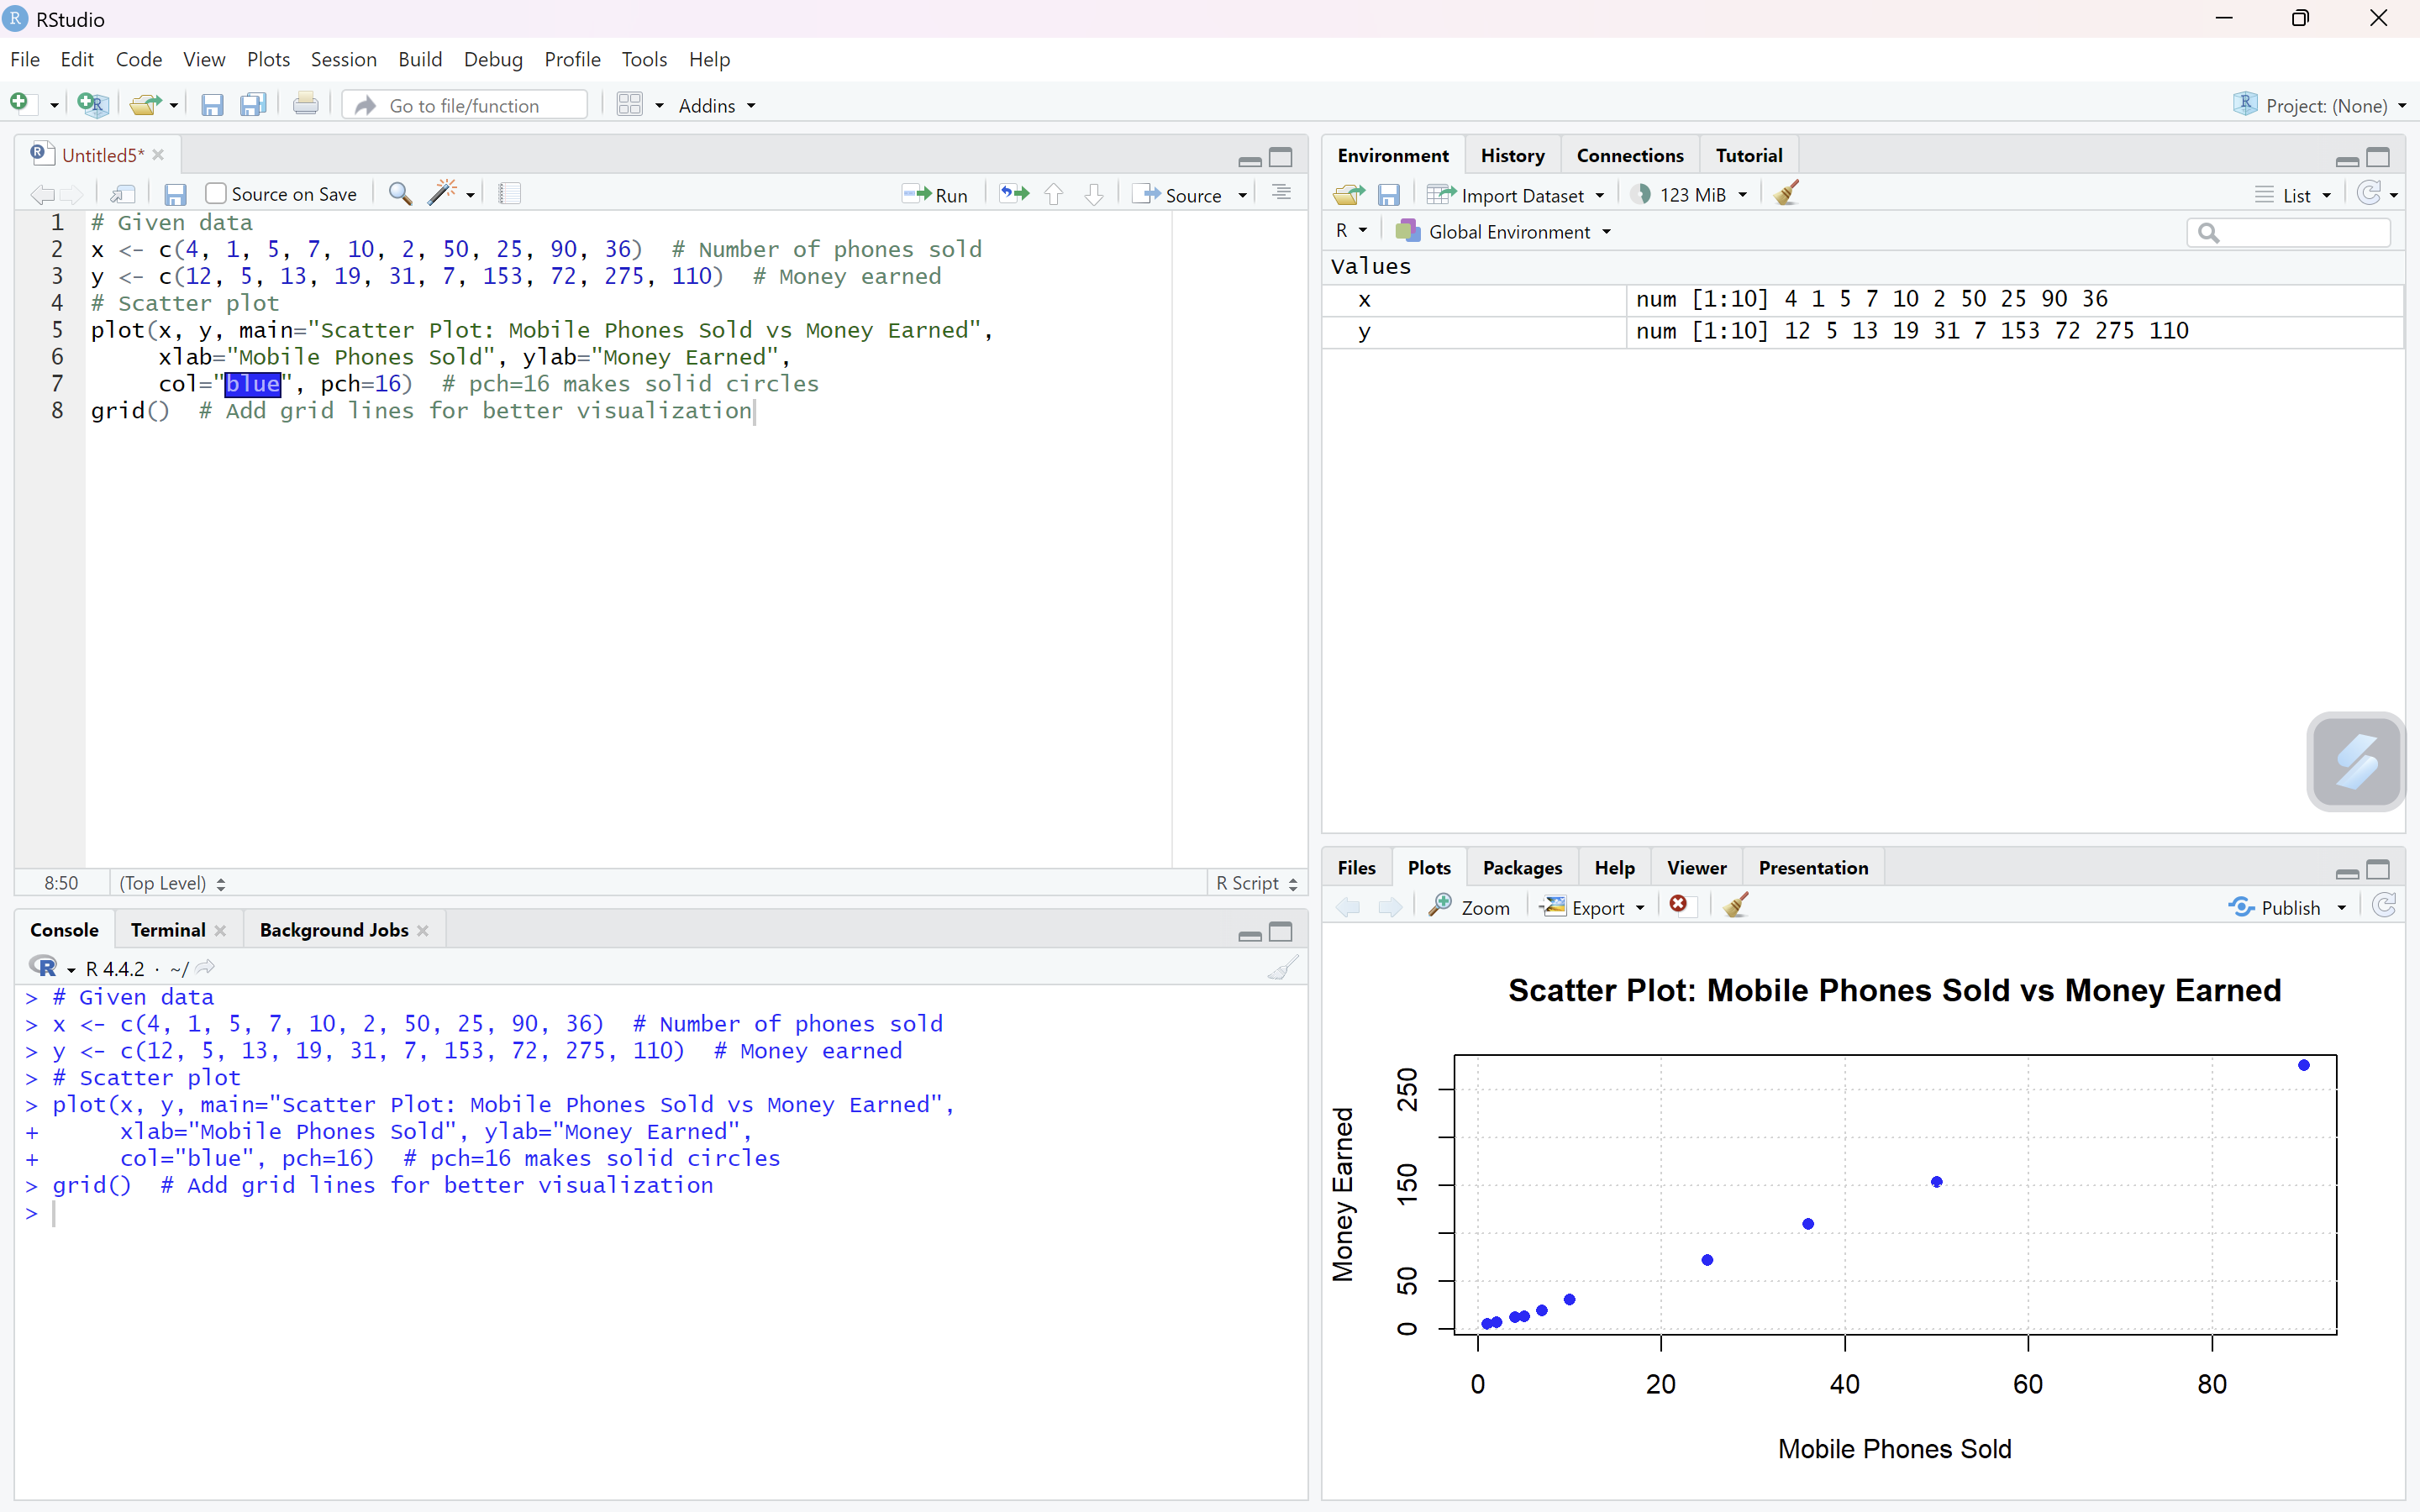 RStudio
File Edit Code View Plots Session Build Debug Profile Tools Help
Go to file/function Addins Project: (None)
Untitled5*
Source on Save Run Source
1 # Given data
2 x <- c(4, 1, 5, 7, 10, 2, 50, 25, 90, 36)  # Number of phones sold
3 y <- c(12, 5, 13, 19, 31, 7, 153, 72, 275, 110)  # Money earned
4 # Scatter plot
5 plot(x, y, main="Scatter Plot: Mobile Phones Sold vs Money Earned",
6      xlab="Mobile Phones Sold", ylab="Money Earned",
7      col="blue", pch=16)  # pch=16 makes solid circles
8 grid()  # Add grid lines for better visualization
8:50 (Top Level) R Script
Console Terminal Background Jobs
R R 4.4.2 · ~/
> # Given data
> x <- c(4, 1, 5, 7, 10, 2, 50, 25, 90, 36)  # Number of phones sold
> y <- c(12, 5, 13, 19, 31, 7, 153, 72, 275, 110)  # Money earned
> # Scatter plot
> plot(x, y, main="Scatter Plot: Mobile Phones Sold vs Money Earned",
+      xlab="Mobile Phones Sold", ylab="Money Earned",
+      col="blue", pch=16)  # pch=16 makes solid circles
> grid()  # Add grid lines for better visualization
>
Environment History Connections Tutorial
Import Dataset 123 MiB List
R Global Environment
Values
x num [1:10] 4 1 5 7 10 2 50 25 90 36
y num [1:10] 12 5 13 19 31 7 153 72 275 110
Files Plots Packages Help Viewer Presentation
Zoom Export Publish
Scatter Plot: Mobile Phones Sold vs Money Earned
Money Earned
250
150
50
0
0 20 40 60 80
Mobile Phones Sold